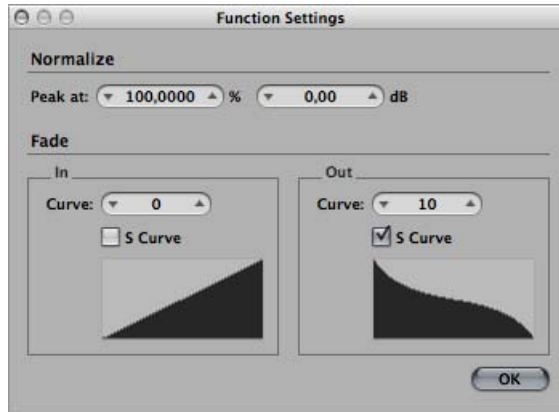 Function Settings
Normalize
Peak at: 100,0000 % 0,00 dB
Fade
In
Curve: 0
S Curve
Out
Curve: 10
S Curve
OK